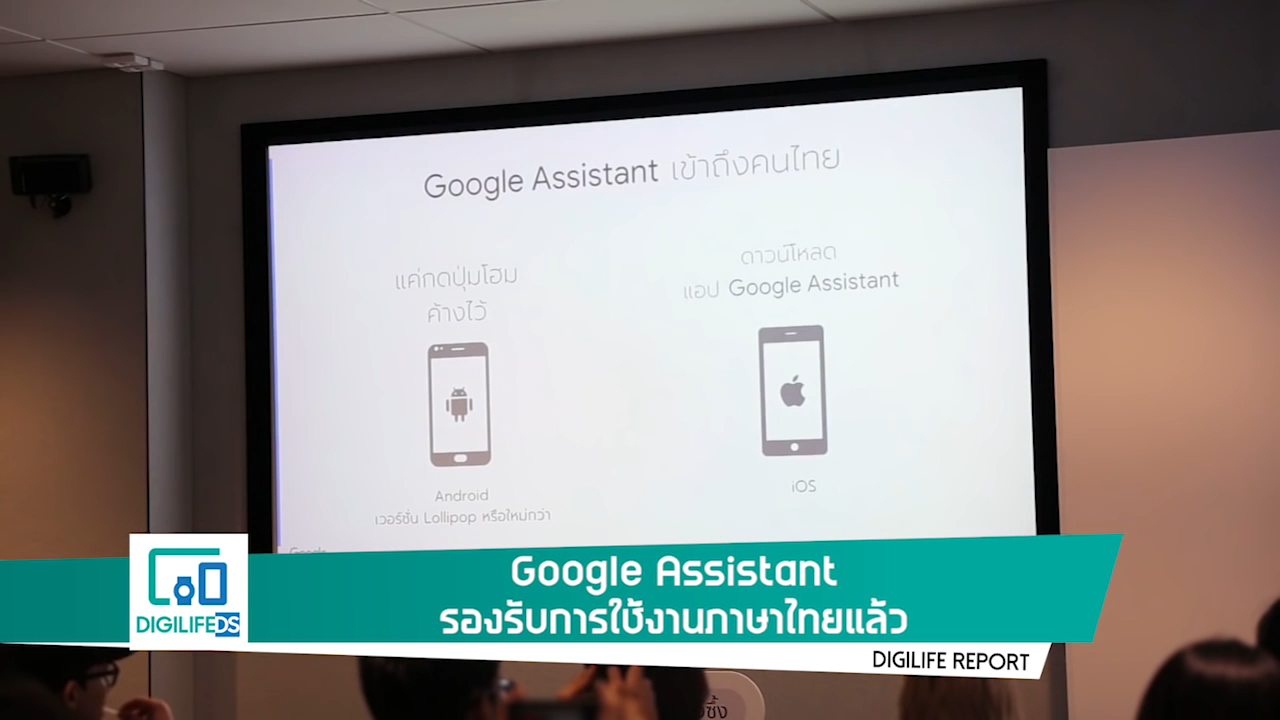 Google Assistant เข้าถึงคนไทย
แค่กดปุ่มโฮม
ค้างไว้
Android
เวอร์ชั่น Lollipop หรือใหม่กว่า
ดาวน์โหลด
แอป Google Assistant
iOS
Google
Google Assistant
รองรับการใช้งานภาษาไทยแล้ว
DIGILIFEDS
DIGILIFE REPORT